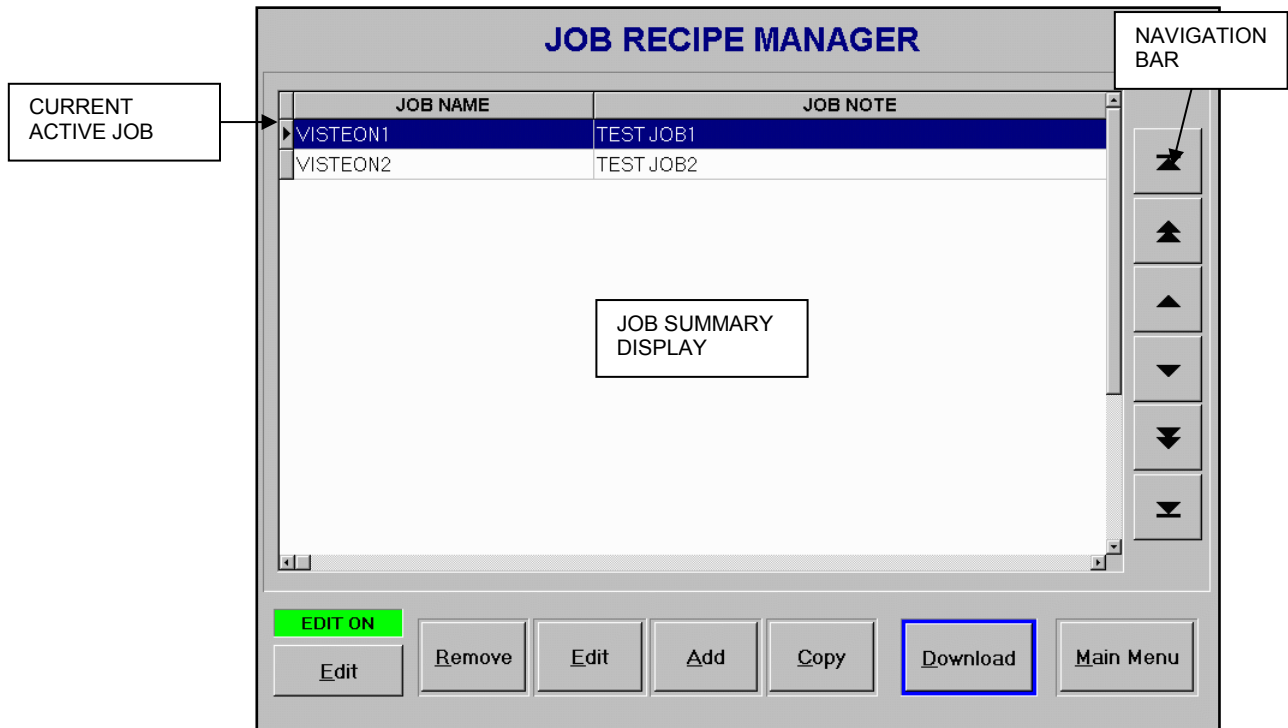 JOB RECIPE MANAGER
NAVIGATION
BAR
CURRENT
ACTIVE JOB
JOB NAME JOB NOTE
VISTEON1 TEST JOB1
VISTEON2 TEST JOB2
JOB SUMMARY
DISPLAY
EDIT ON
Edit
Remove
Edit
Add
Copy
Download
Main Menu